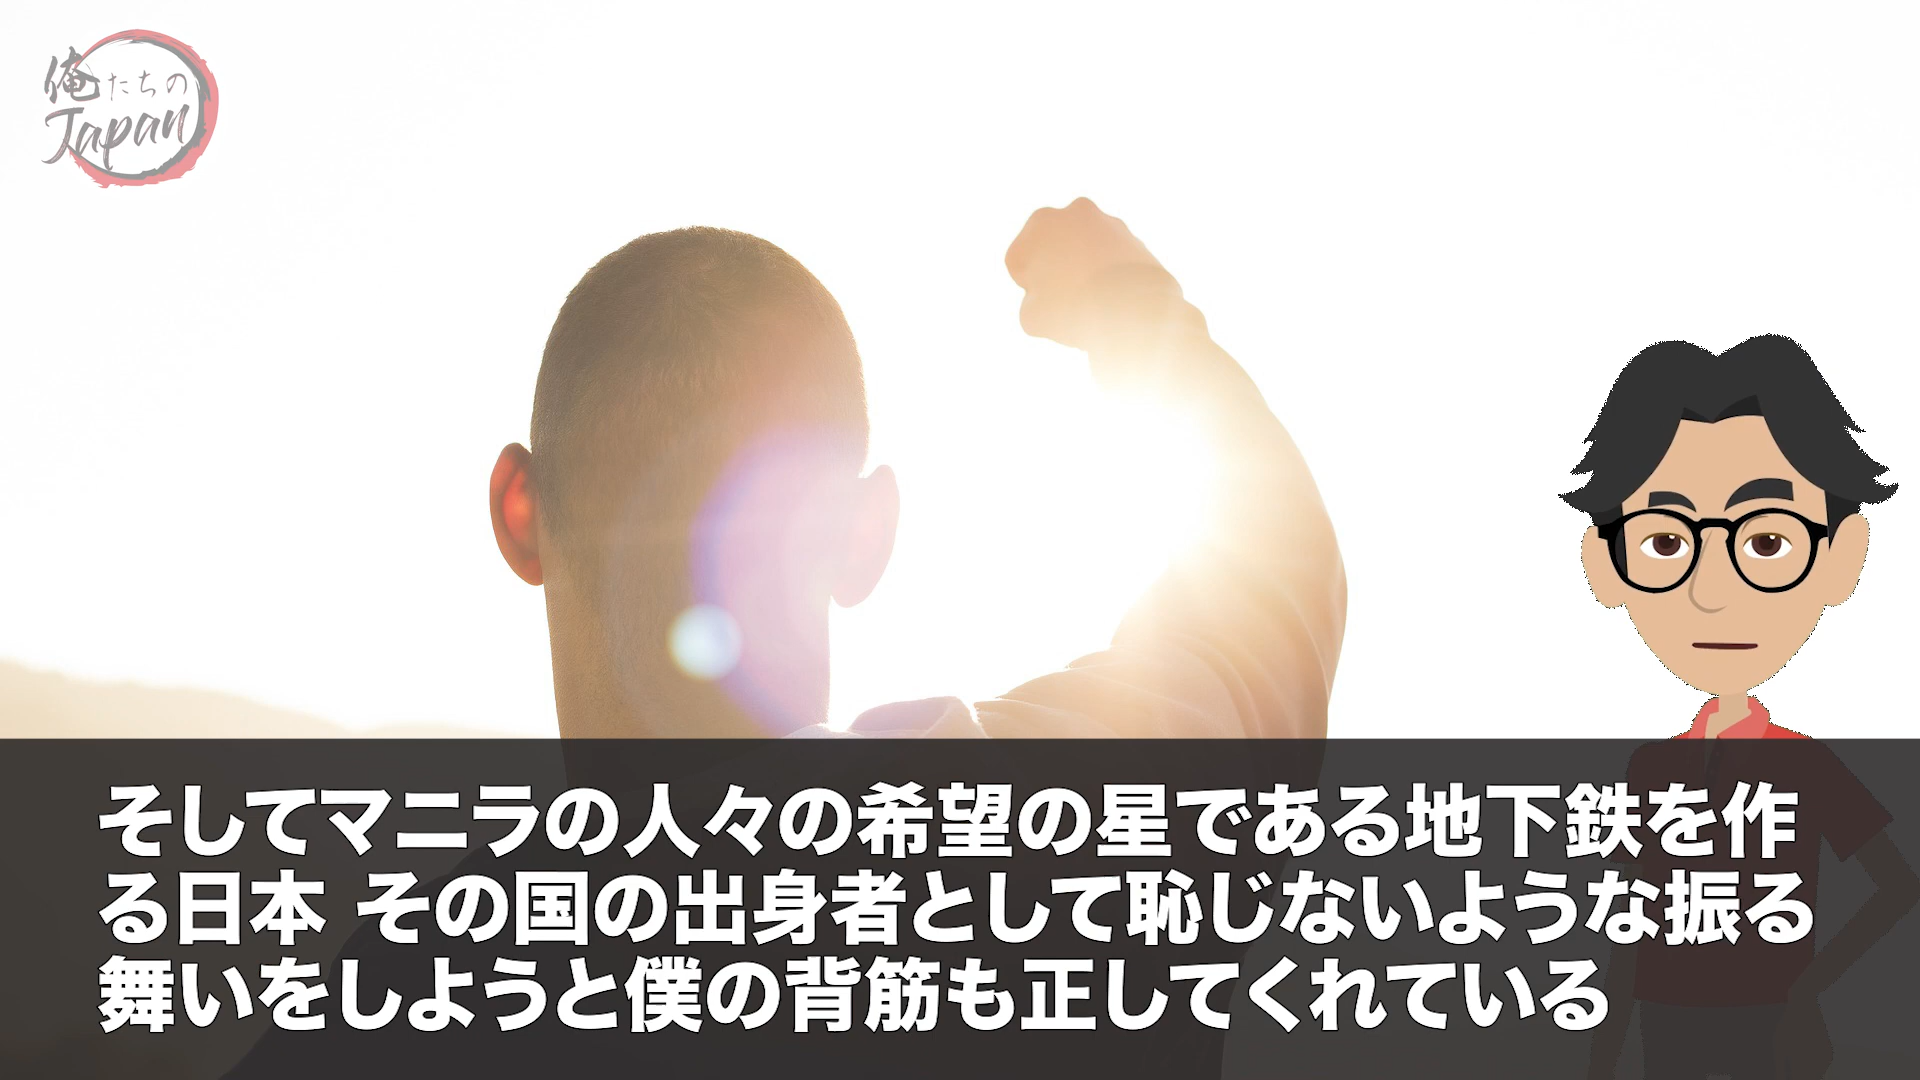 俺たちの
Japan
そしてマニラの人々の希望の星である地下鉄を作
る日本 その国の出身者として恥じないような振る
舞いをしようと僕の背筋も正してくれている